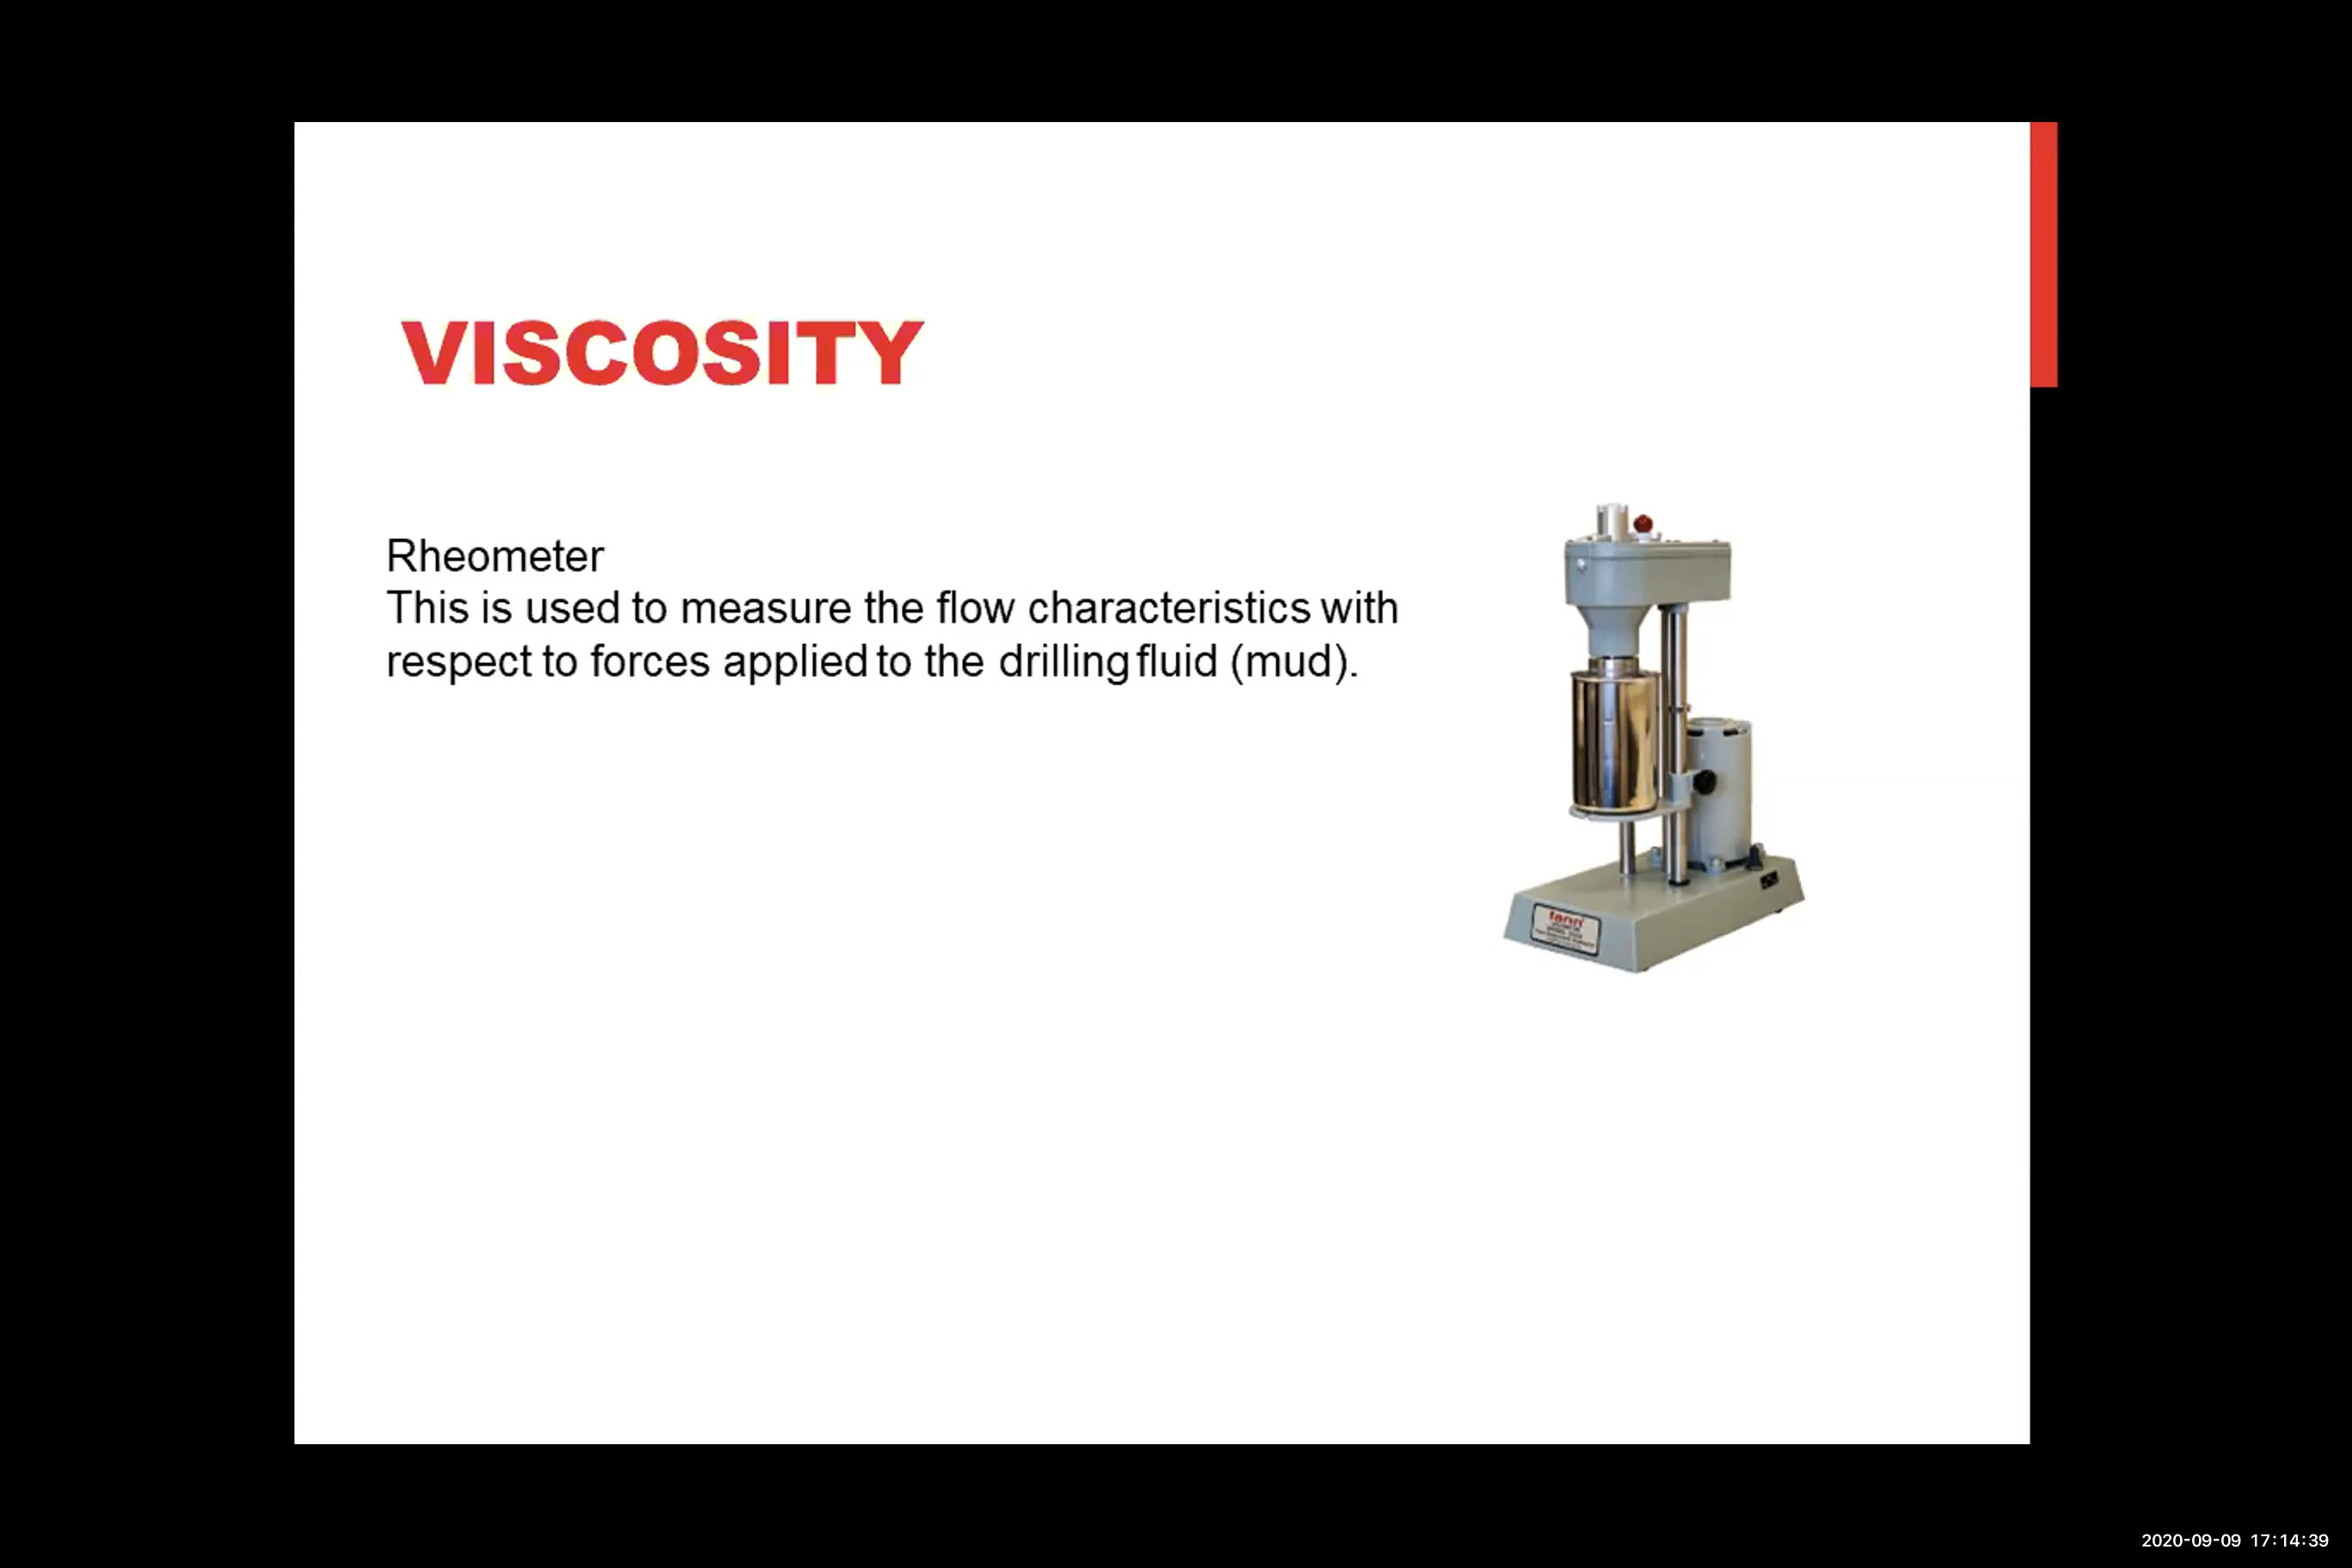 VISCOSITY
Rheometer
This is used to measure the flow characteristics with
respect to forces applied to the drilling fluid (mud).
fann
2020-09-09 17:14:39